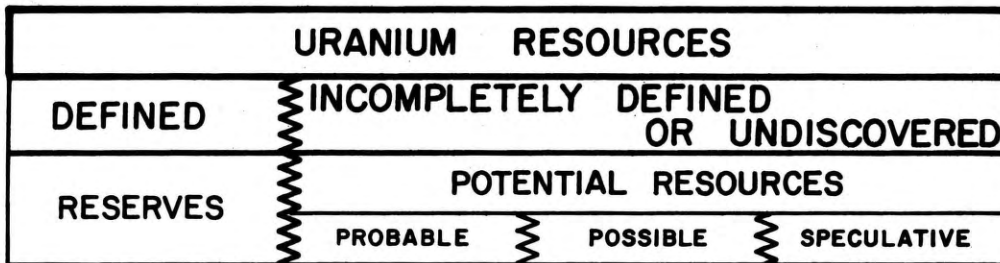 URANIUM RESOURCES
DEFINED
INCOMPLETELY DEFINED
OR UNDISCOVERED
RESERVES
POTENTIAL RESOURCES
PROBABLE POSSIBLE SPECULATIVE